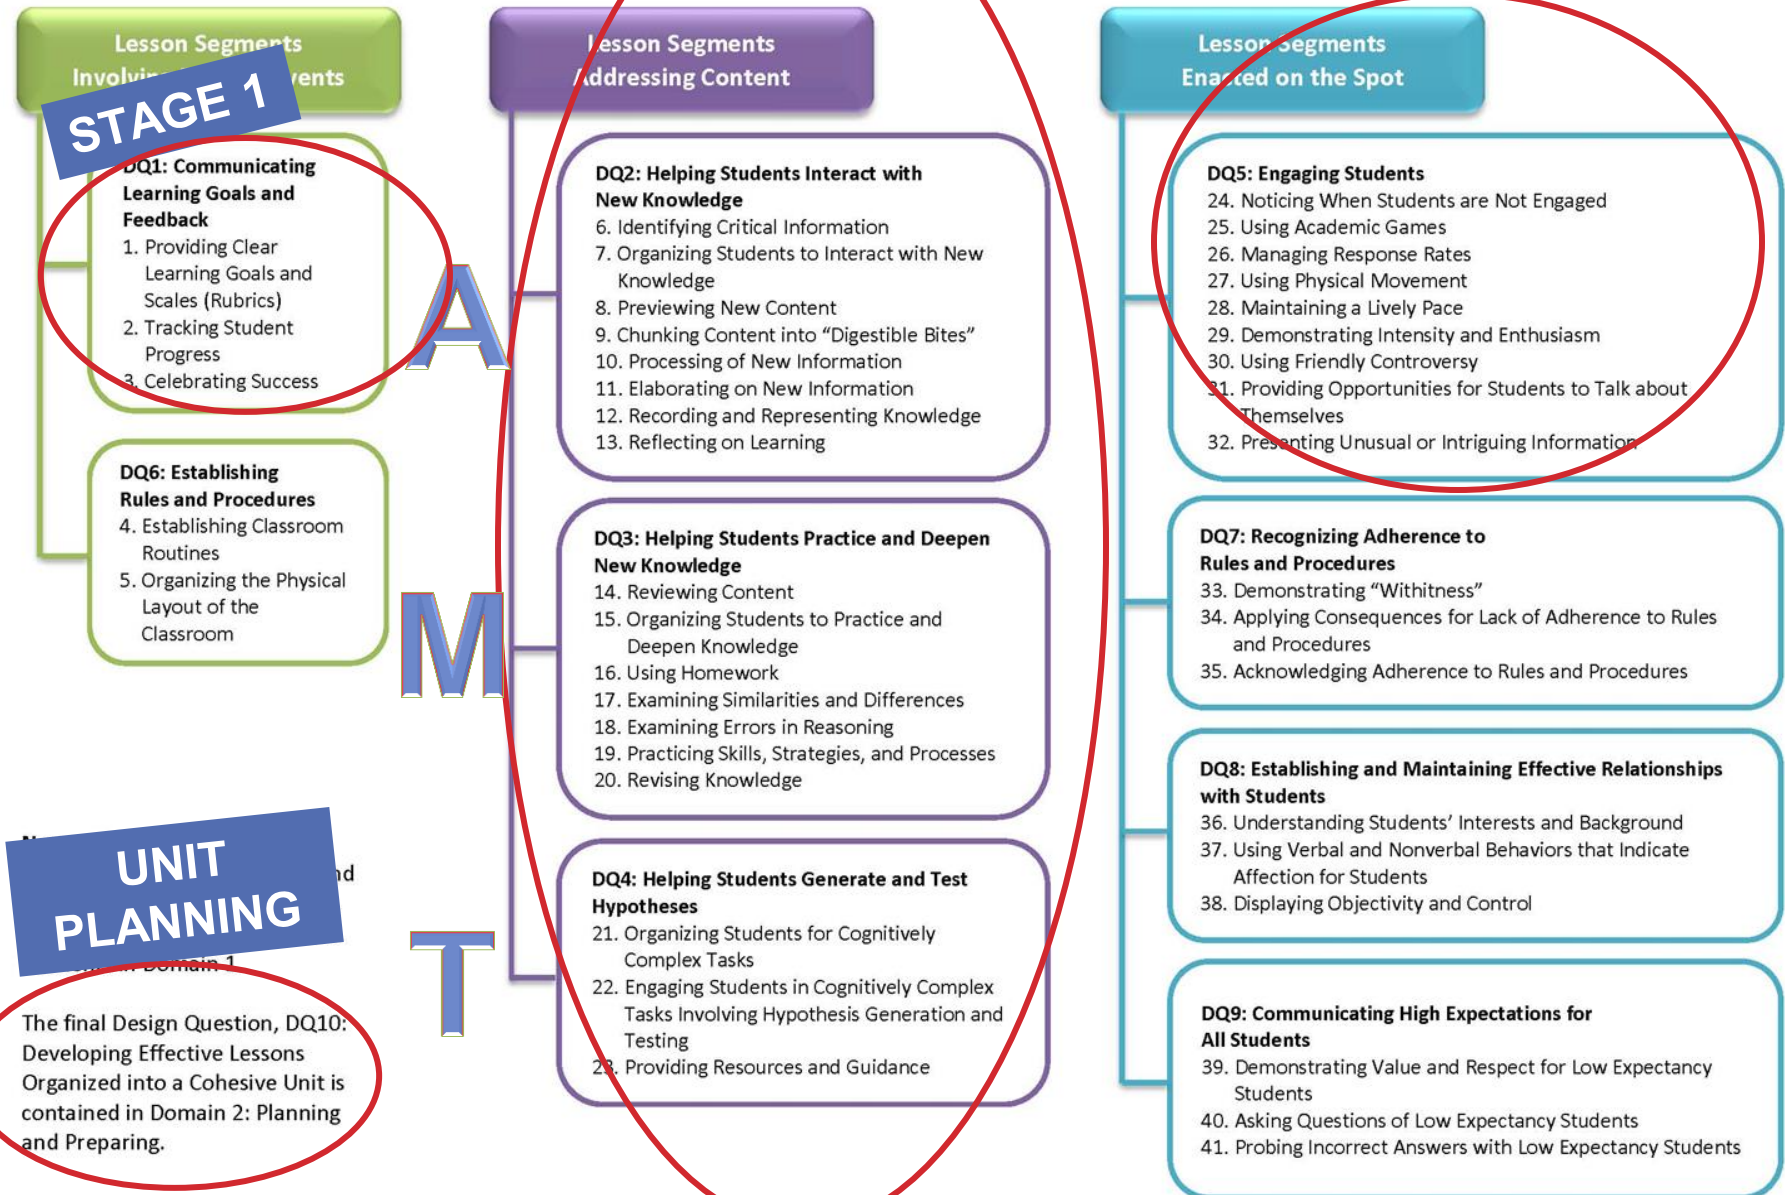 Lesson Segments
Involving vents
STAGE 1
DQ1: Communicating
Learning Goals and
Feedback
1. Providing Clear
Learning Goals and
Scales (Rubrics)
2. Tracking Student
Progress
3. Celebrating Success
DQ6: Establishing
Rules and Procedures
4. Establishing Classroom
Routines
5. Organizing the Physical
Layout of the
Classroom
UNIT
PLANNING
nd
Domain 1
The final Design Question, DQ10:
Developing Effective Lessons
Organized into a Cohesive Unit is
contained in Domain 2: Planning
and Preparing.
A
M
T
Lesson Segments
Addressing Content
DQ2: Helping Students Interact with
New Knowledge
6. Identifying Critical Information
7. Organizing Students to Interact with New
Knowledge
8. Previewing New Content
9. Chunking Content into “Digestible Bites”
10. Processing of New Information
11. Elaborating on New Information
12. Recording and Representing Knowledge
13. Reflecting on Learning
DQ3: Helping Students Practice and Deepen
New Knowledge
14. Reviewing Content
15. Organizing Students to Practice and
Deepen Knowledge
16. Using Homework
17. Examining Similarities and Differences
18. Examining Errors in Reasoning
19. Practicing Skills, Strategies, and Processes
20. Revising Knowledge
DQ4: Helping Students Generate and Test
Hypotheses
21. Organizing Students for Cognitively
Complex Tasks
22. Engaging Students in Cognitively Complex
Tasks Involving Hypothesis Generation and
Testing
23. Providing Resources and Guidance
Lesson Segments
Enacted on the Spot
DQ5: Engaging Students
24. Noticing When Students are Not Engaged
25. Using Academic Games
26. Managing Response Rates
27. Using Physical Movement
28. Maintaining a Lively Pace
29. Demonstrating Intensity and Enthusiasm
30. Using Friendly Controversy
31. Providing Opportunities for Students to Talk about
Themselves
32. Presenting Unusual or Intriguing Information
DQ7: Recognizing Adherence to
Rules and Procedures
33. Demonstrating “Withitness”
34. Applying Consequences for Lack of Adherence to Rules
and Procedures
35. Acknowledging Adherence to Rules and Procedures
DQ8: Establishing and Maintaining Effective Relationships
with Students
36. Understanding Students’ Interests and Background
37. Using Verbal and Nonverbal Behaviors that Indicate
Affection for Students
38. Displaying Objectivity and Control
DQ9: Communicating High Expectations for
All Students
39. Demonstrating Value and Respect for Low Expectancy
Students
40. Asking Questions of Low Expectancy Students
41. Probing Incorrect Answers with Low Expectancy Students